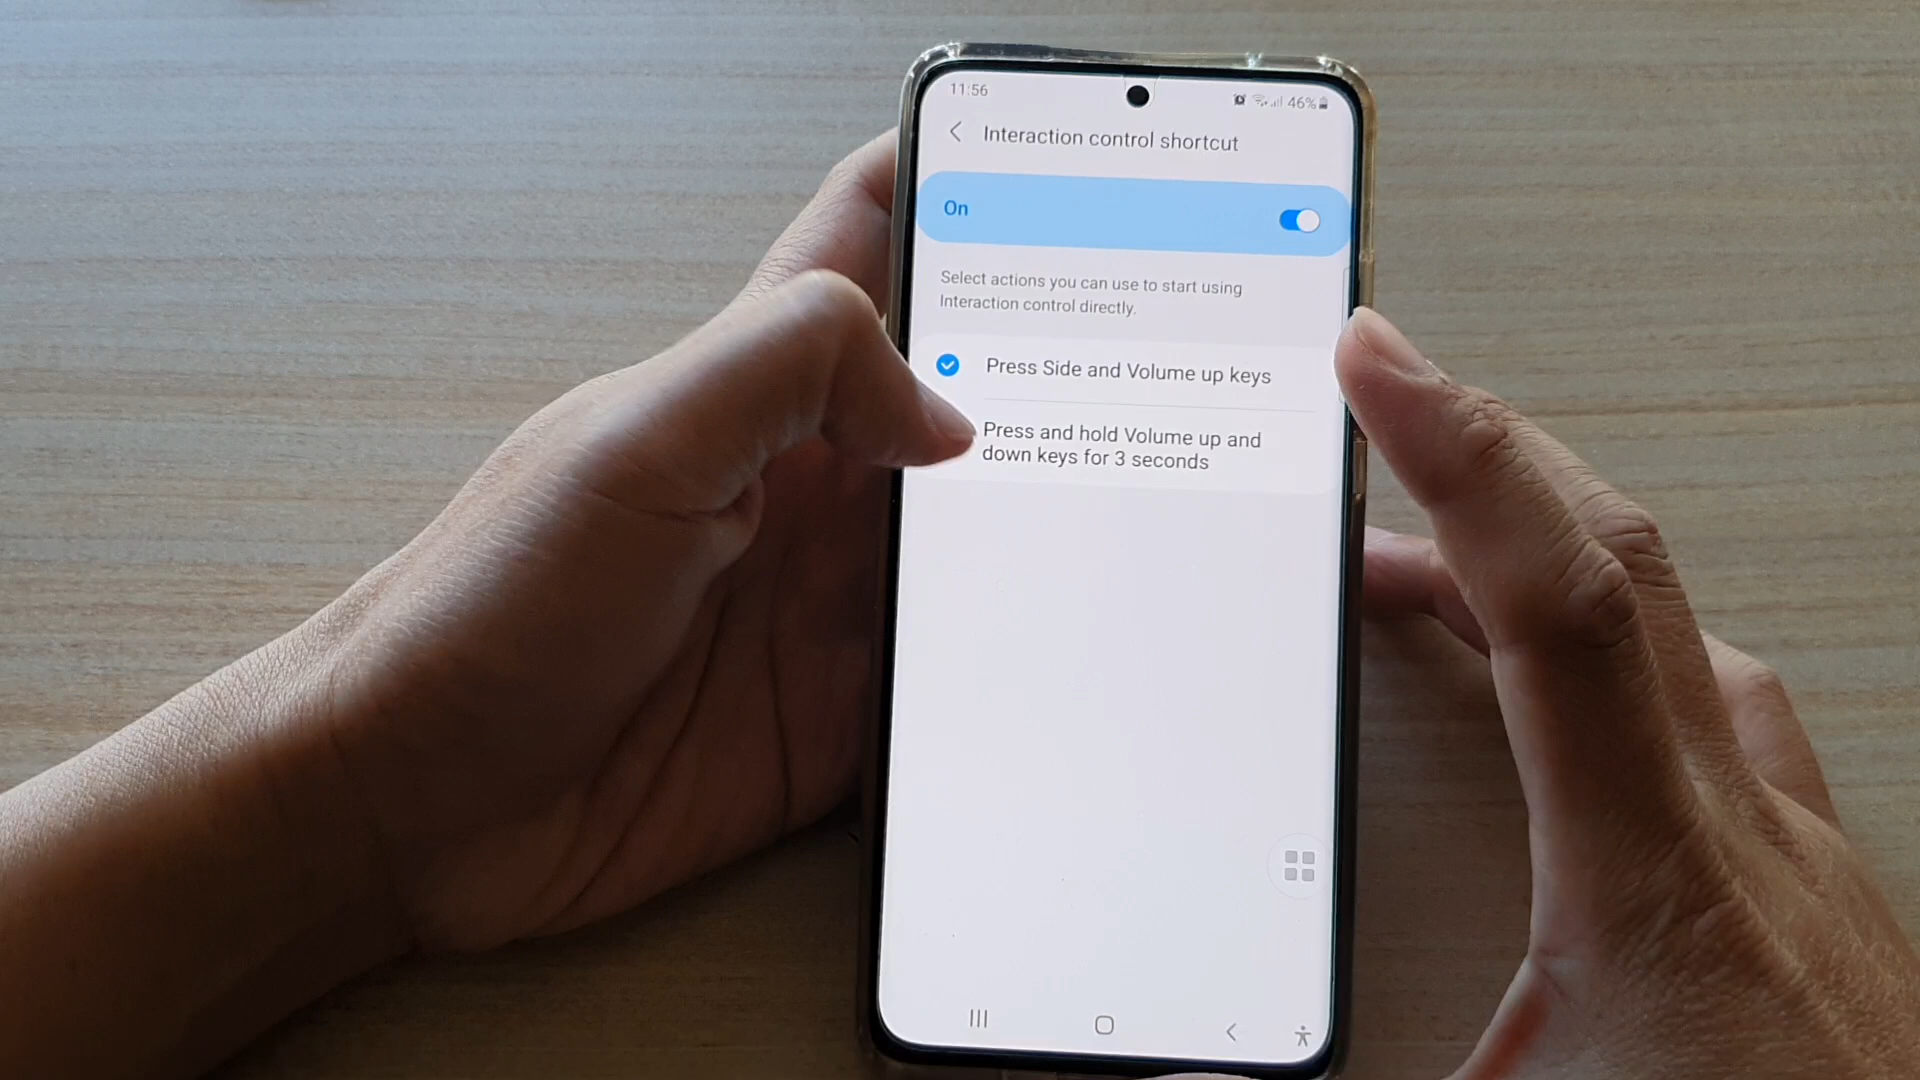 11:56
46%
Interaction control shortcut
On
Select actions you can use to start using
Interaction control directly.
Press Side and Volume up keys
Press and hold Volume up and
down keys for 3 seconds